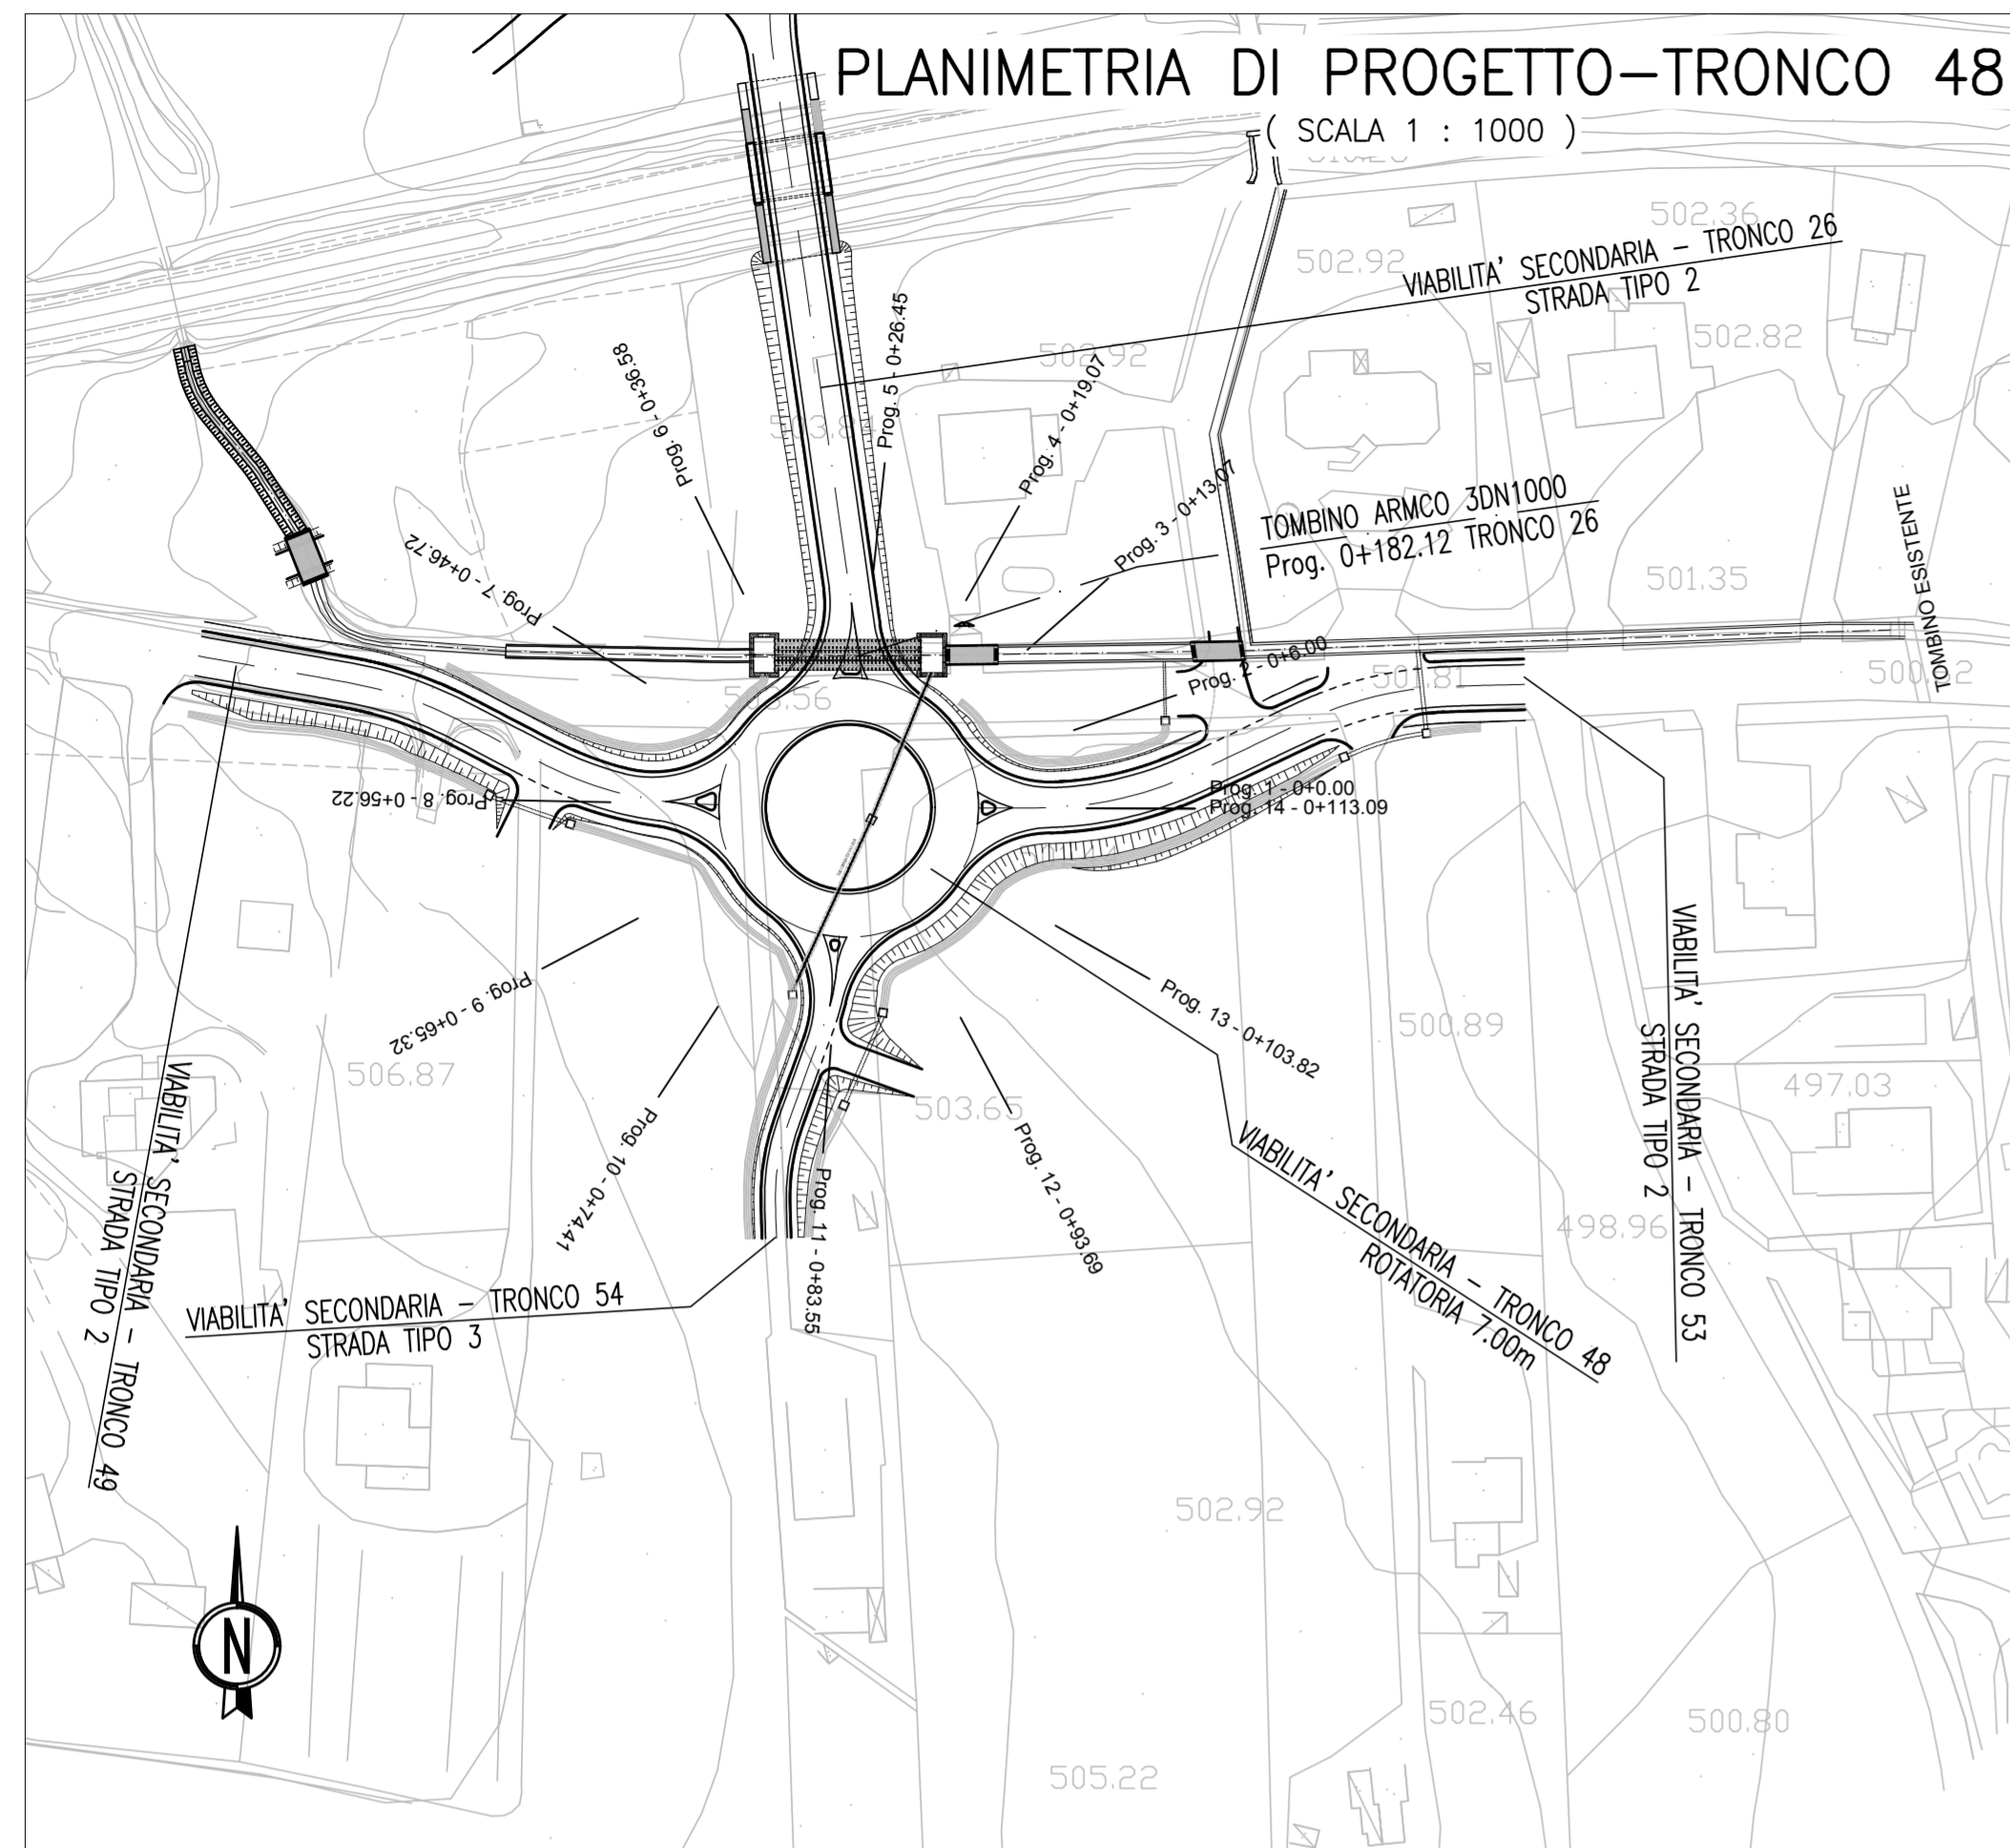 PLANIMETRIA DI PROGETTO-TRONCO 48
( SCALA 1 : 1000 )
502.36
502.92
VIABILITA' SECONDARIA - TRONCO 26
STRADA TIPO 2
502.82
502.92
Prog. 5 - 0+26.45
Prog. 6 - 0+36.58
Prog. 4 - 0+19.07
Prog. 3 - 0+13.07
TOMBINO ARMCO 3DN1000
Prog. 0+182.12 TRONCO 26
TOMBINO ESISTENTE
Prog. 7 - 0+46.72
501.35
Prog. 2 - 0+6.00
501.81
Prog. 8 - 0+56.22
Prog. 1 - 0+0.00
Prog. 14 - 0+113.09
Prog. 9 - 0+65.32
Prog. 13 - 0+103.82
500.89
506.87
503.65
497.03
VIABILITA' SECONDARIA - TRONCO 53
STRADA TIPO 2
Prog. 10 - 0+74.41
Prog. 11 - 0+83.55
Prog. 12 - 0+93.69
VIABILITA' SECONDARIA - TRONCO 48
ROTATORIA 7.00m
498.96
VIABILITA' SECONDARIA - TRONCO 49
STRADA TIPO 2
VIABILITA' SECONDARIA - TRONCO 54
STRADA TIPO 3
502.92
N
502.46
500.80
505.22